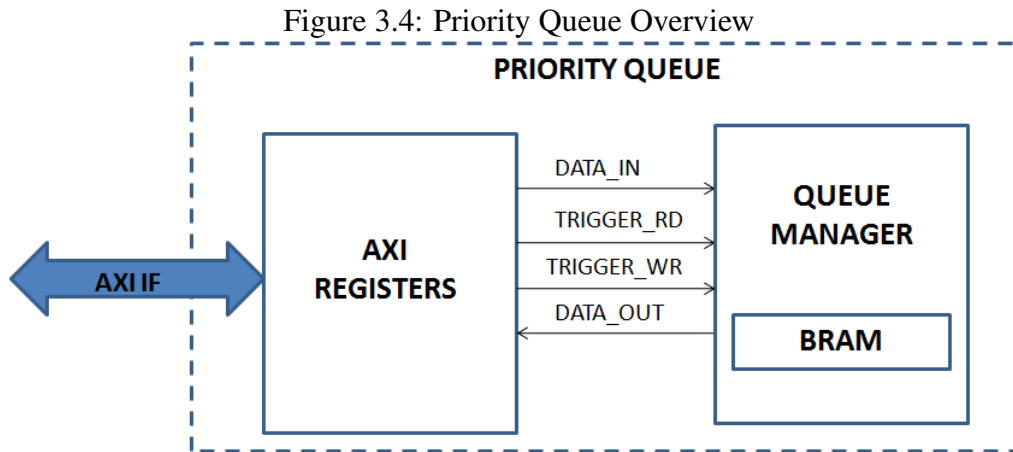 Figure 3.4: Priority Queue Overview
PRIORITY QUEUE
AXI IF
AXI
REGISTERS
DATA_IN
TRIGGER_RD
TRIGGER_WR
DATA_OUT
QUEUE
MANAGER
BRAM